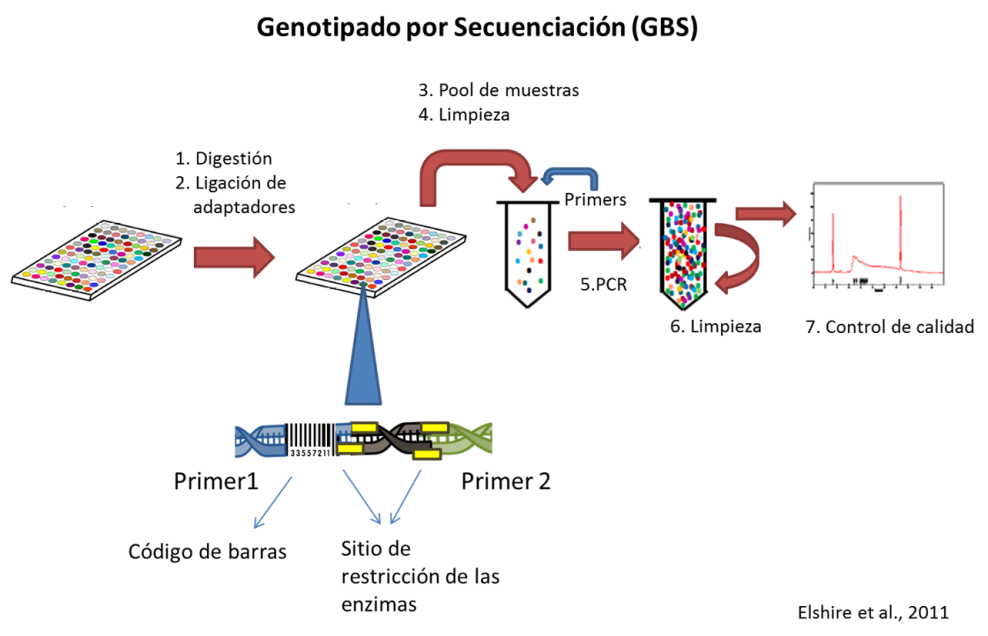 Genotipado por Secuenciación (GBS)
3. Pool de muestras
4. Limpieza
1. Digestión
2. Ligación de
adaptadores
Primers
5.PCR
6. Limpieza
7. Control de calidad
33557211
Primer1
Primer 2
Código de barras
Sitio de
restricción de las
enzimas
Elshire et al., 2011